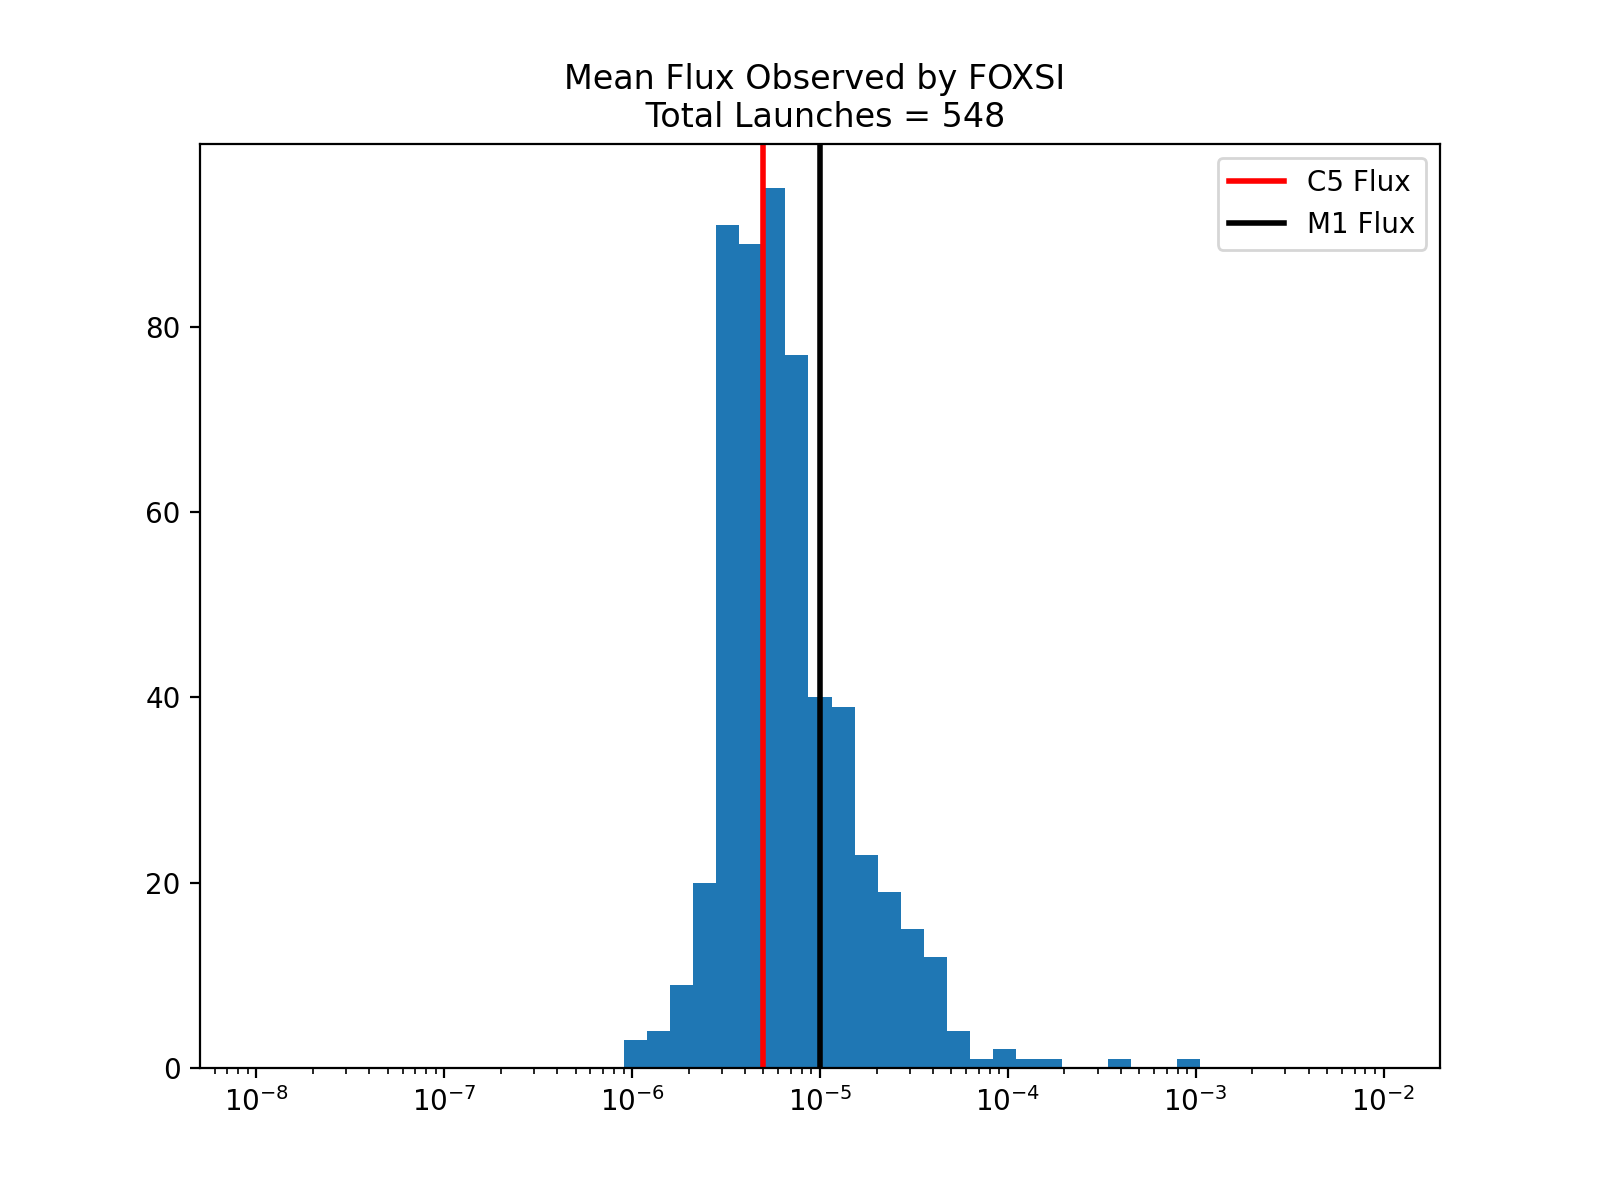 Mean Flux Observed by FOXSI
Total Launches = 548
C5 Flux
M1 Flux
80
60
40
20
0
10⁻⁸ 10⁻⁷ 10⁻⁶ 10⁻⁵ 10⁻⁴ 10⁻³ 10⁻²